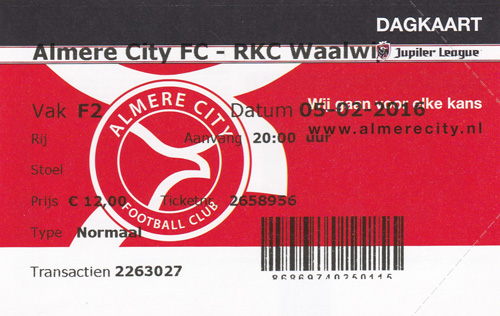 DAGKAART
Almere City FC - RKC Waalwi
Jupiler League
Vak F2 Datum 05-02-2016
Wij gaan voor elke kans
Rij Aanvang 20:00 uur
www.almerecity.nl
Stoel
Prijs € 12,00 Ticketnr 2658956
Type Normaal
ALMERE CITY
FOOTBALL CLUB
Transactien 2263027
86869740250115